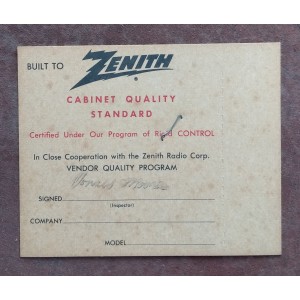 BUILT TO ZENITH
CABINET QUALITY
STANDARD
Certified Under Our Program of Rigid CONTROL
In Close Cooperation with the Zenith Radio Corp.
VENDOR QUALITY PROGRAM
SIGNED
(Inspector)
COMPANY
MODEL